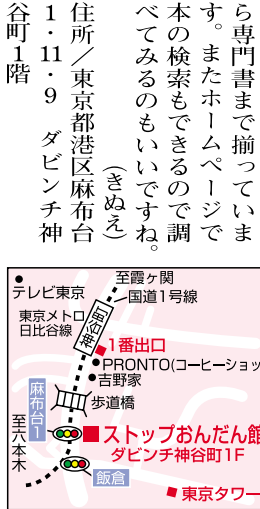 ら専門書まで揃っていま
す。またホームページで
本の検索もできるので調
べてみるのもいいですね。
(きぬえ)
住所／東京都港区麻布台
1・11・9　ダビンチ神
谷町1階
至霞ヶ関
テレビ東京
国道1号線
東京メトロ
日比谷線
神谷町
1番出口
PRONTO(コーヒーショッ
吉野家
麻布台1
歩道橋
至六本木
ストップおんだん館
ダビンチ神谷町1F
飯倉
東京タワー